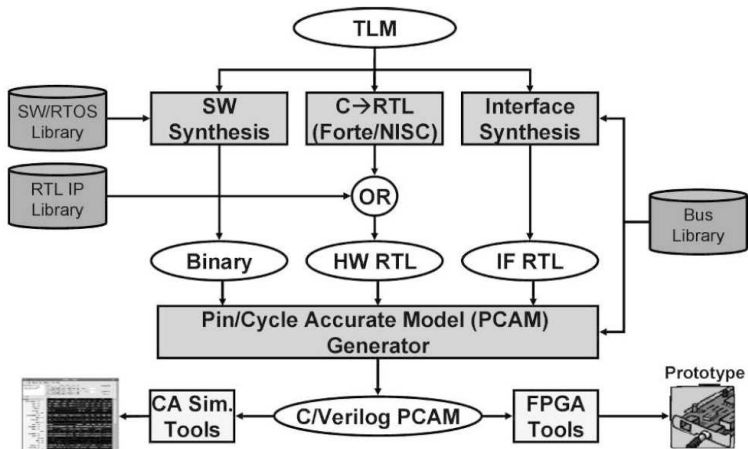 TLM
SW/RTOS
Library
SW
Synthesis
C→RTL
(Forte/NISC)
Interface
Synthesis
RTL IP
Library
OR
Bus
Library
Binary
HW RTL
IF RTL
Pin/Cycle Accurate Model (PCAM)
Generator
Prototype
CA Sim.
Tools
C/Verilog PCAM
FPGA
Tools